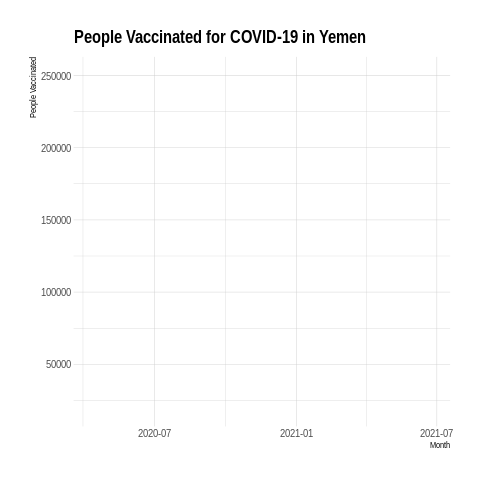 People Vaccinated for COVID-19 in Yemen
People Vaccinated
250000
200000
150000
100000
50000
2020-07
2021-01
2021-07
Month